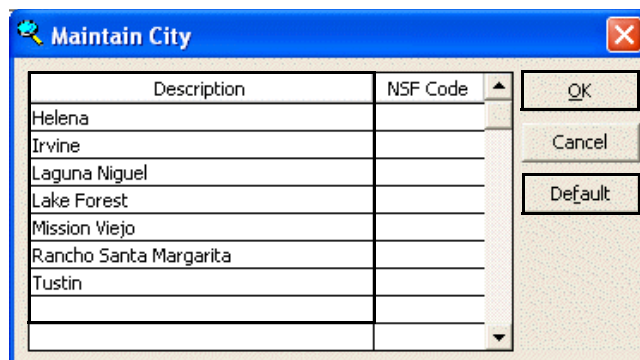 Maintain City
Description NSF Code OK
Helena
Irvine Cancel
Laguna Niguel
Lake Forest Default
Mission Viejo
Rancho Santa Margarita
Tustin